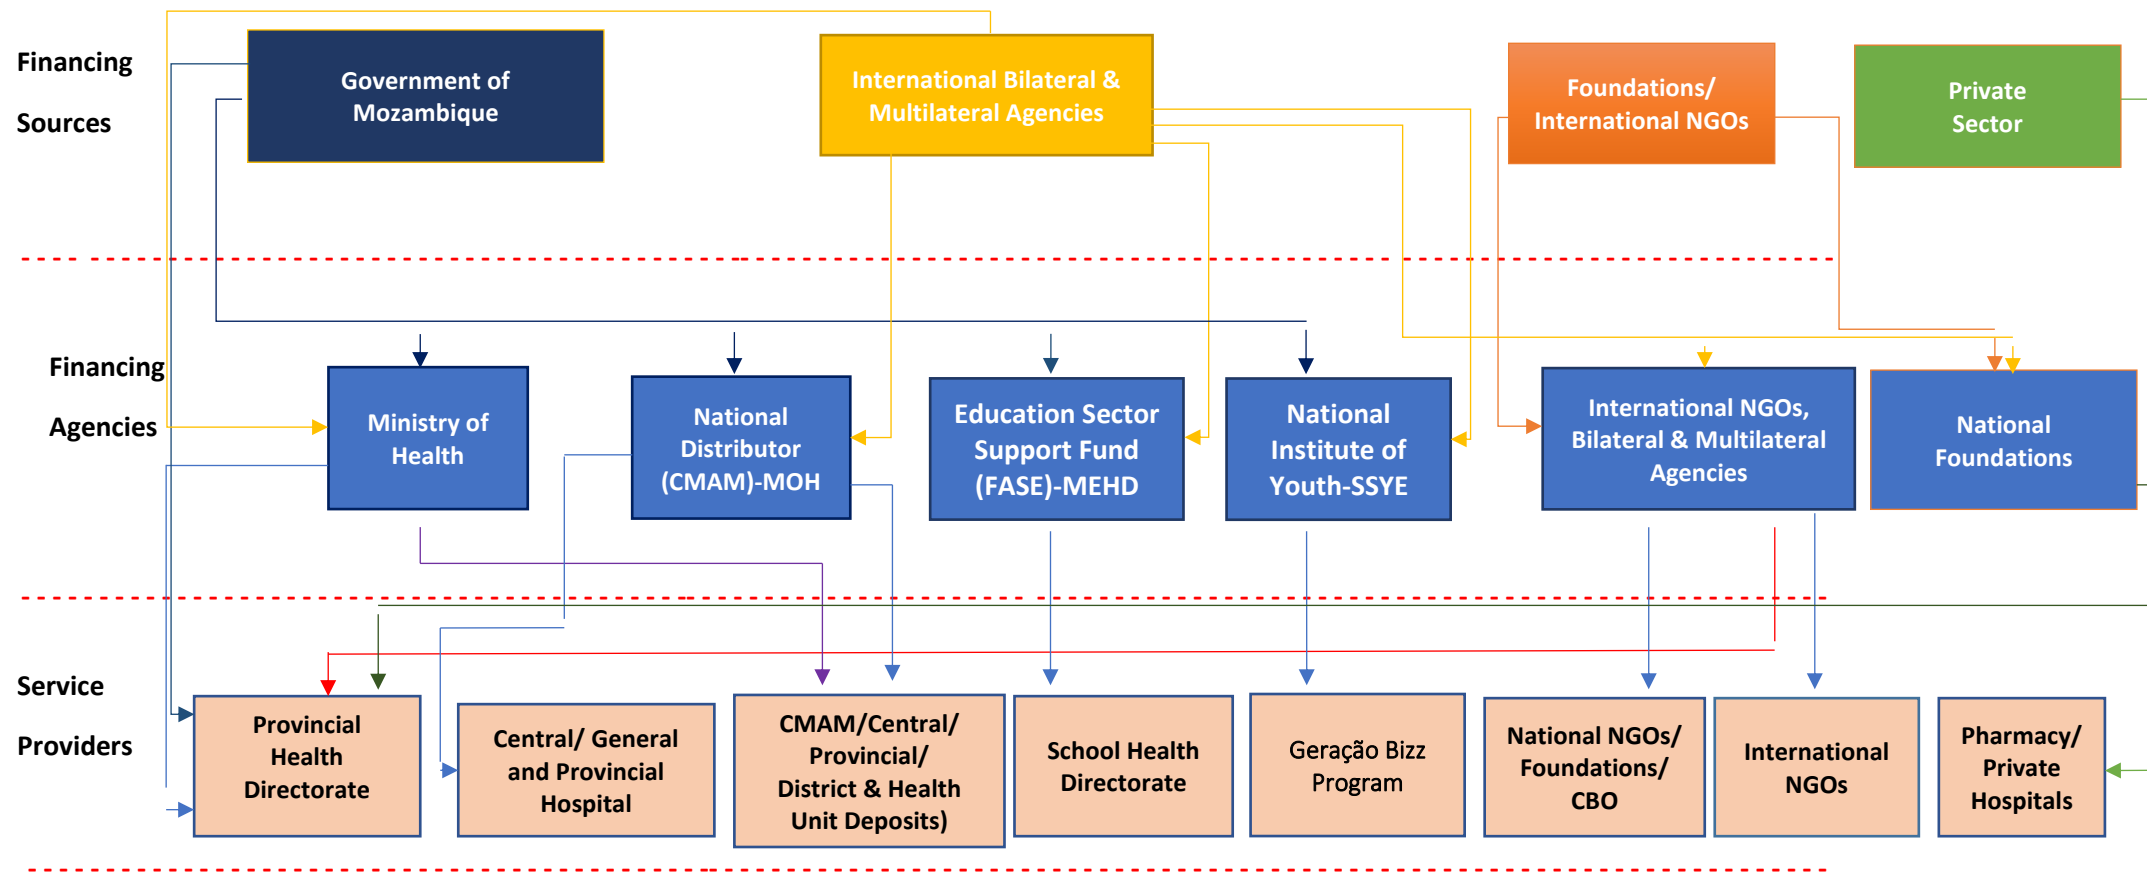 Financing
Sources
Government of
Mozambique
International Bilateral &
Multilateral Agencies
Foundations/
International NGOs
Private
Sector
Financing
Agencies
Ministry of
Health
National
Distributor
(CMAM)-MOH
Education Sector
Support Fund
(FASE)-MEHD
National
Institute of
Youth-SSYE
International NGOs,
Bilateral & Multilateral
Agencies
National
Foundations
Service
Providers
Provincial
Health
Directorate
Central/ General
and Provincial
Hospital
CMAM/Central/
Provincial/
District & Health
Unit Deposits)
School Health
Directorate
Geração Bizz
Program
National NGOs/
Foundations/
CBO
International
NGOs
Pharmacy/
Private
Hospitals